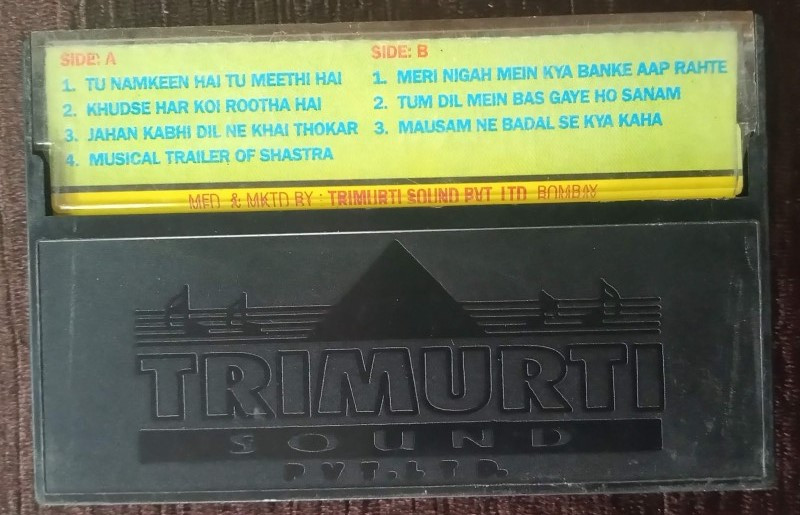 SIDE: A
1. TU NAMKEEN HAI TU MEETHI HAI
2. KHUDSE HAR KOI ROOTHA HAI
3. JAHAN KABHI DIL NE KHAI THOKAR
4. MUSICAL TRAILER OF SHASTRA
SIDE: B
1. MERI NIGAH MEIN KYA BANKE AAP RAHTE
2. TUM DIL MEIN BAS GAYE HO SANAM
3. MAUSAM NE BADAL SE KYA KAHA
MFD & MKTD BY : TRIMURTI SOUND PVT LTD BOMBAY
TRIMURTI
SOUND
PVT.LTD.